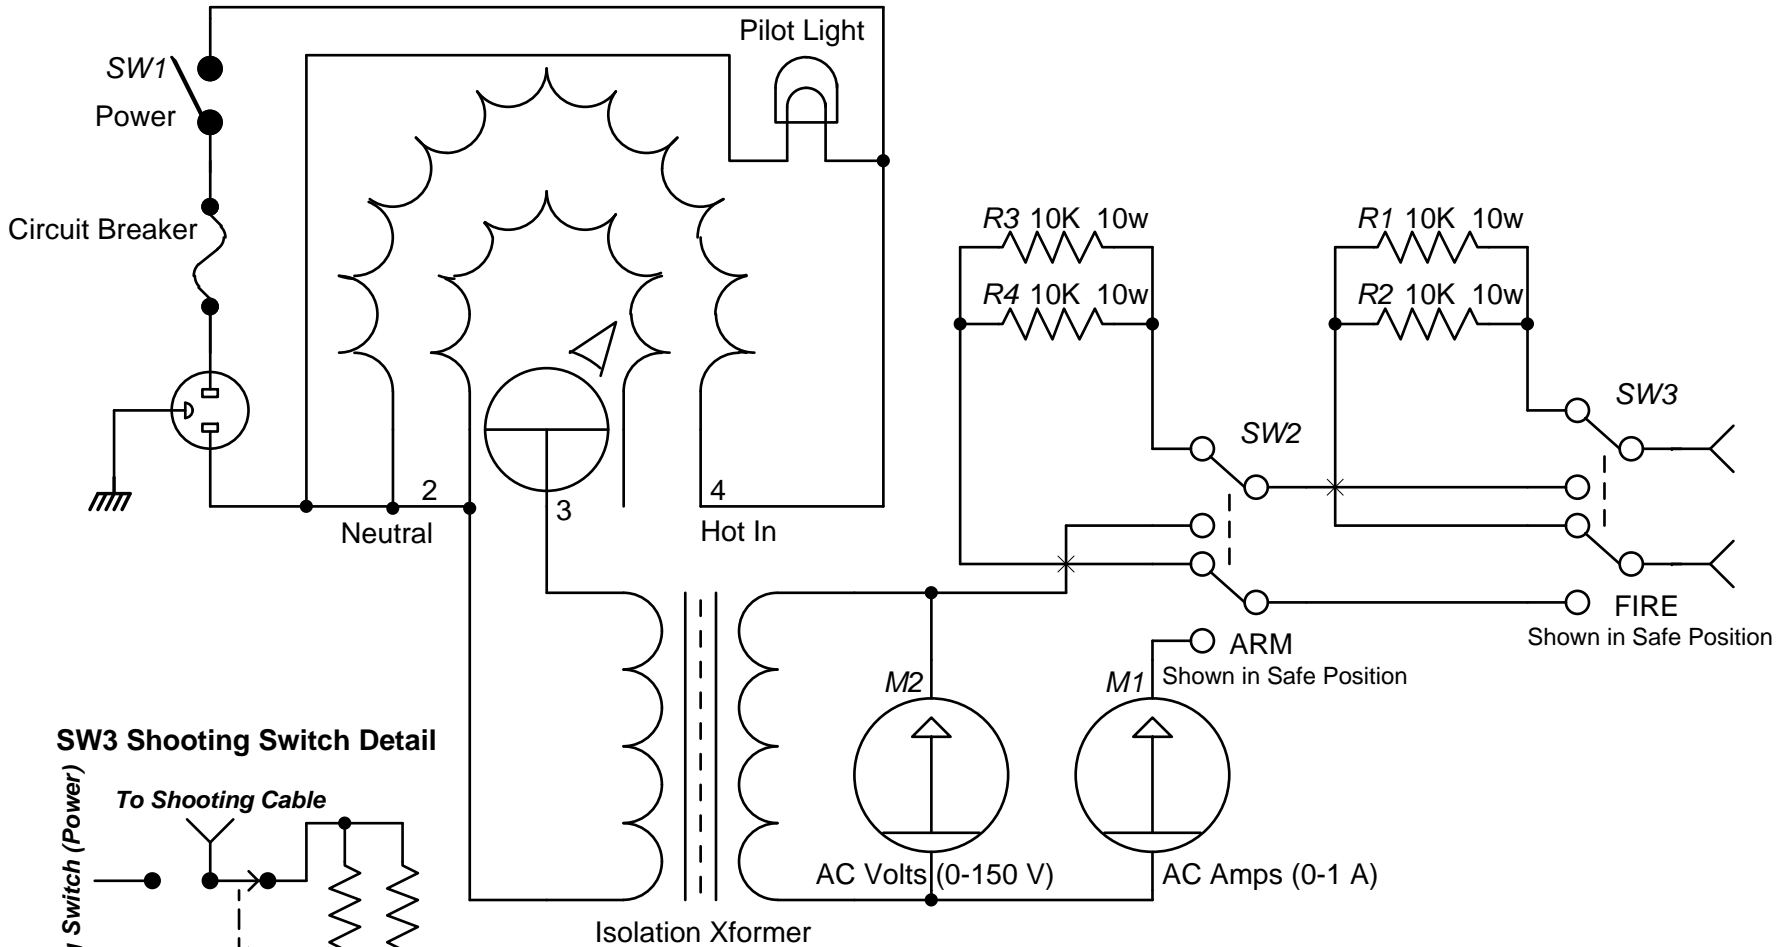 Pilot Light
SW1
Power
Circuit Breaker
R3 10K 10w
R1 10K 10w
R4 10K 10w
R2 10K 10w
SW3
SW2
2
3
4
Neutral
Hot In
FIRE
Shown in Safe Position
ARM
Shown in Safe Position
M2
M1
SW3 Shooting Switch Detail
To Shooting Cable
Switch (Power)
AC Volts (0-150 V)
AC Amps (0-1 A)
Isolation Xformer